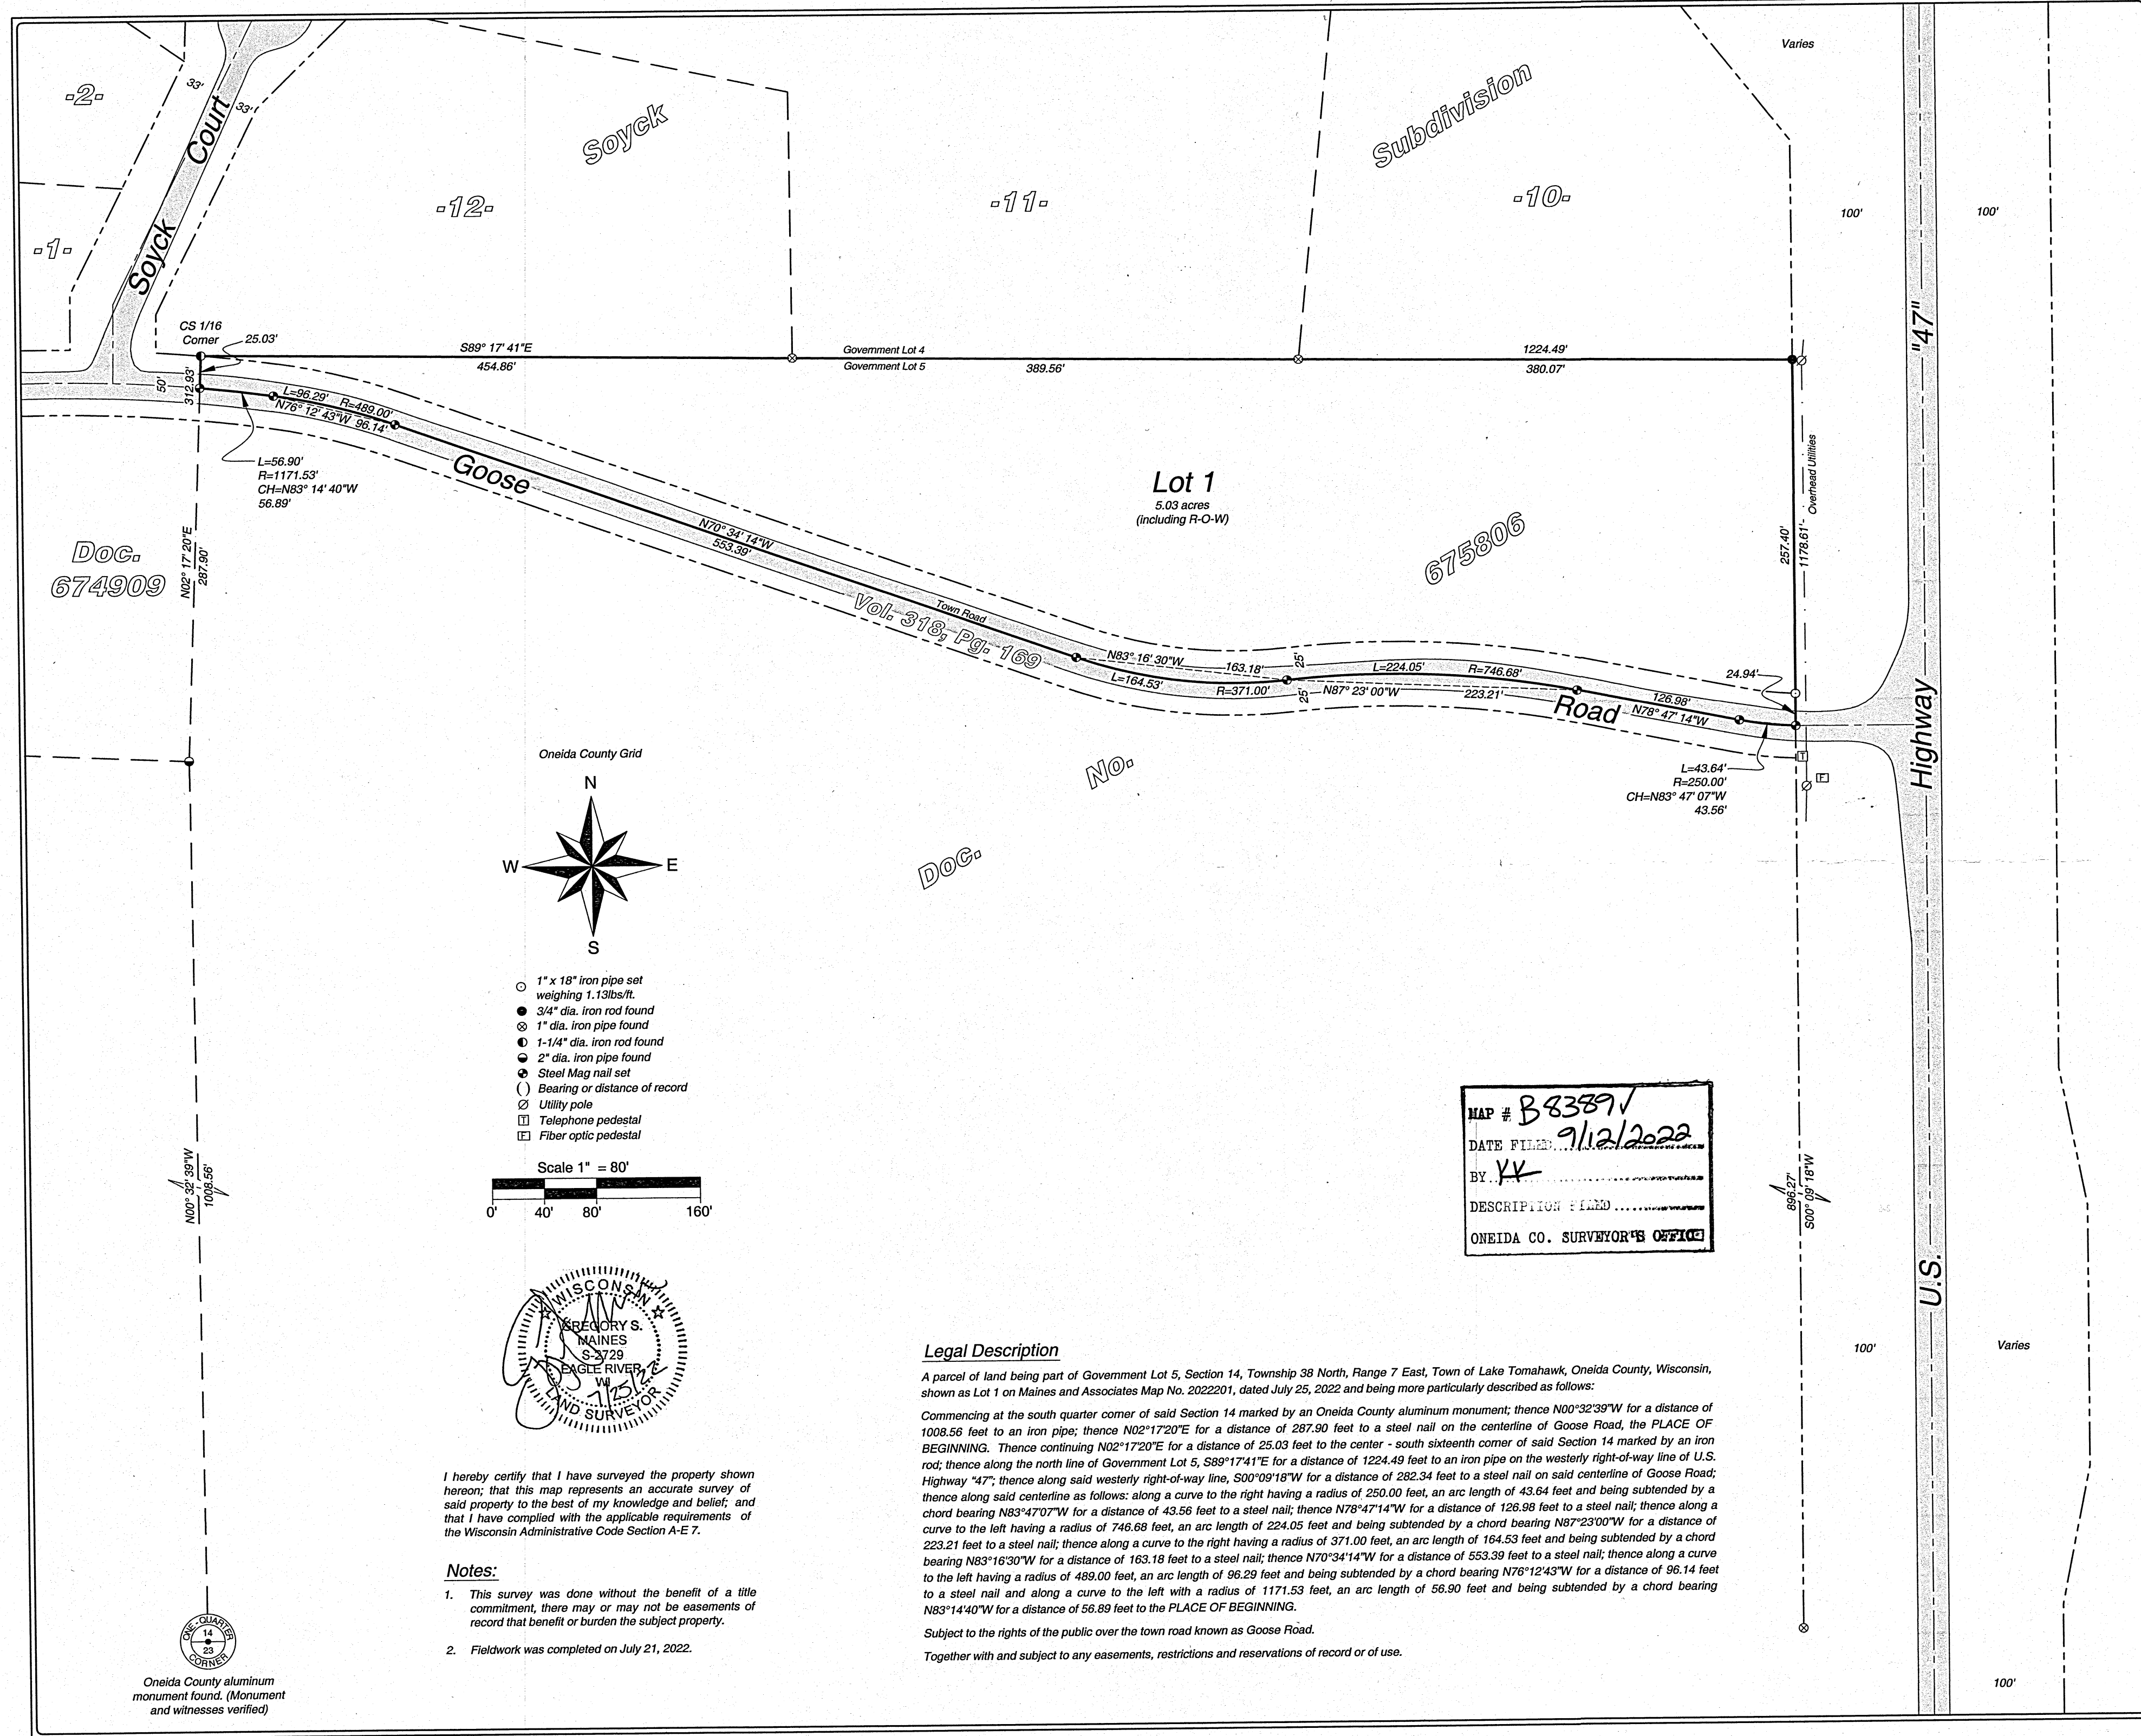 Varies
-2-
33'
33'
Soyck Court
Soyck
Subdivision
-12-
-11-
-10-
100'
100'
-1-
"47"
CS 1/16
Corner
25.03'
S89° 17' 41"E
454.86'
Government Lot 4
Government Lot 5
389.56'
1224.49'
380.07'
50'
312.93'
L=96.29' R=489.00'
N76° 12' 43"W 96.14'
L=56.90'
R=1171.53'
CH=N83° 14' 40"W
56.89'
Goose
Lot 1
5.03 acres
(including R-O-W)
Overhead Utilities
257.40'
1178.61'
675806
N02° 17' 20"E
287.90'
Doc.
674909
N70° 34' 14"W
553.39'
Town Road
Vol. 318, Pg. 169
N83° 16' 30"W 163.18'
L=164.53' R=371.00'
25'
25'
L=224.05' R=746.68'
N87° 23' 00"W 223.21'
24.94'
126.98'
N78° 47' 14"W
Road
Highway
T
F
L=43.64'
R=250.00'
CH=N83° 47' 07"W
43.56'
No.
Doc.
Oneida County Grid
N
W
E
S
1" x 18" iron pipe set
weighing 1.13lbs/ft.
3/4" dia. iron rod found
1" dia. iron pipe found
1-1/4" dia. iron rod found
2" dia. iron pipe found
Steel Mag nail set
( ) Bearing or distance of record
Utility pole
T Telephone pedestal
F Fiber optic pedestal
Scale 1" = 80'
0' 40' 80' 160'
N00° 32' 39"W
1008.56'
MAP # B8389√
DATE FILED 9/12/2022
BY KK
DESCRIPTION FILED
ONEIDA CO. SURVEYOR'S OFFICE
896.27'
S00° 09' 18"W
U.S.
100'
Varies
100'
WISCONSIN
GREGORY S.
MAINES
S-2729
EAGLE RIVER
WI
7/25/22
LAND SURVEYOR
I hereby certify that I have surveyed the property shown
hereon; that this map represents an accurate survey of
said property to the best of my knowledge and belief; and
that I have complied with the applicable requirements of
the Wisconsin Administrative Code Section A-E 7.
Notes:
1. This survey was done without the benefit of a title
commitment, there may or may not be easements of
record that benefit or burden the subject property.
2. Fieldwork was completed on July 21, 2022.
Legal Description
A parcel of land being part of Government Lot 5, Section 14, Township 38 North, Range 7 East, Town of Lake Tomahawk, Oneida County, Wisconsin,
shown as Lot 1 on Maines and Associates Map No. 2022201, dated July 25, 2022 and being more particularly described as follows:
Commencing at the south quarter corner of said Section 14 marked by an Oneida County aluminum monument; thence N00°32'39"W for a distance of
1008.56 feet to an iron pipe; thence N02°17'20"E for a distance of 287.90 feet to a steel nail on the centerline of Goose Road, the PLACE OF
BEGINNING. Thence continuing N02°17'20"E for a distance of 25.03 feet to the center - south sixteenth corner of said Section 14 marked by an iron
rod; thence along the north line of Government Lot 5, S89°17'41"E for a distance of 1224.49 feet to an iron pipe on the westerly right-of-way line of U.S.
Highway "47"; thence along said westerly right-of-way line, S00°09'18"W for a distance of 282.34 feet to a steel nail on said centerline of Goose Road;
thence along said centerline as follows: along a curve to the right having a radius of 250.00 feet, an arc length of 43.64 feet and being subtended by a
chord bearing N83°47'07"W for a distance of 43.56 feet to a steel nail; thence N78°47'14"W for a distance of 126.98 feet to a steel nail; thence along a
curve to the left having a radius of 746.68 feet, an arc length of 224.05 feet and being subtended by a chord bearing N87°23'00"W for a distance of
223.21 feet to a steel nail; thence along a curve to the right having a radius of 371.00 feet, an arc length of 164.53 feet and being subtended by a chord
bearing N83°16'30"W for a distance of 163.18 feet to a steel nail; thence N70°34'14"W for a distance of 553.39 feet to a steel nail; thence along a curve
to the left having a radius of 489.00 feet, an arc length of 96.29 feet and being subtended by a chord bearing N76°12'43"W for a distance of 96.14 feet
to a steel nail and along a curve to the left with a radius of 1171.53 feet, an arc length of 56.90 feet and being subtended by a chord bearing
N83°14'40"W for a distance of 56.89 feet to the PLACE OF BEGINNING.
Subject to the rights of the public over the town road known as Goose Road.
Together with and subject to any easements, restrictions and reservations of record or of use.
ONE-QUARTER
14
23
CORNER
Oneida County aluminum
monument found. (Monument
and witnesses verified)
100'